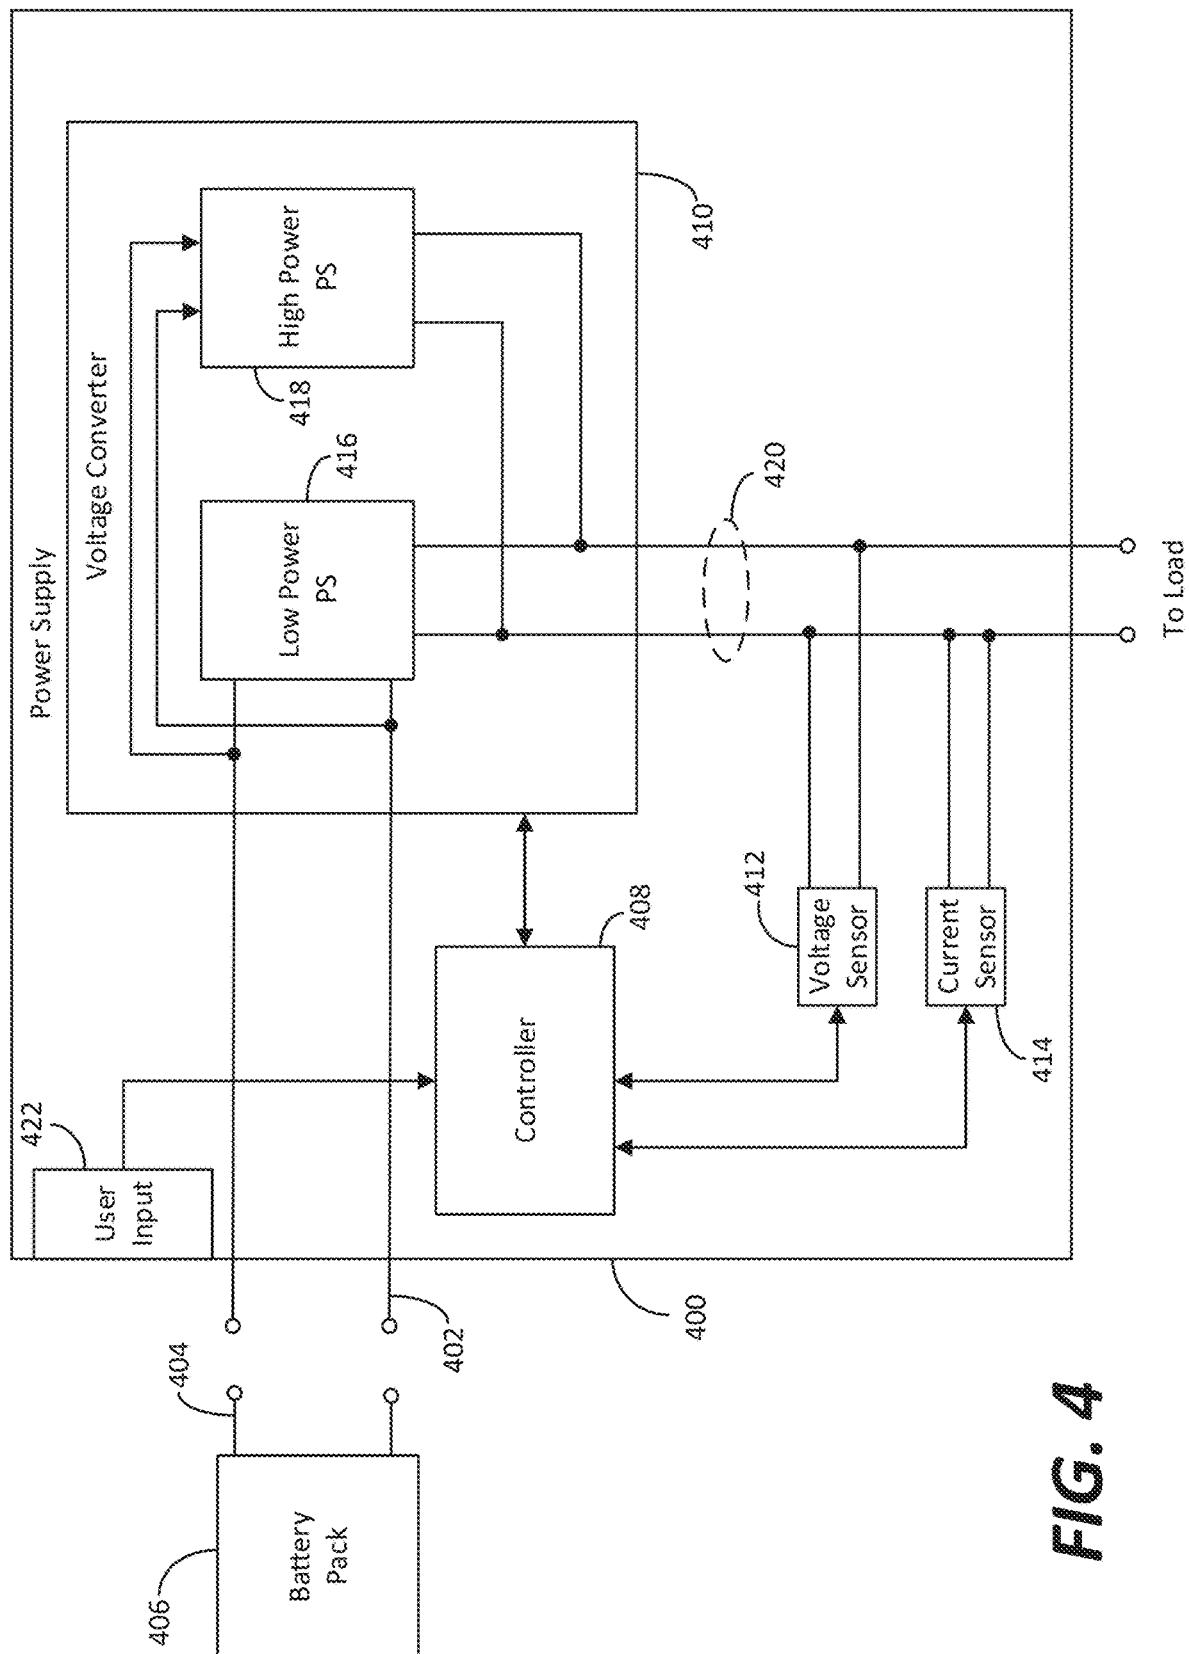 Power Supply
Voltage Converter
422
User
Input
404
406
Battery
Pack
402
400
Controller
408
Low Power
PS
416
High Power
PS
418
410
412
Voltage
Sensor
Current
Sensor
414
420
To Load
FIG. 4